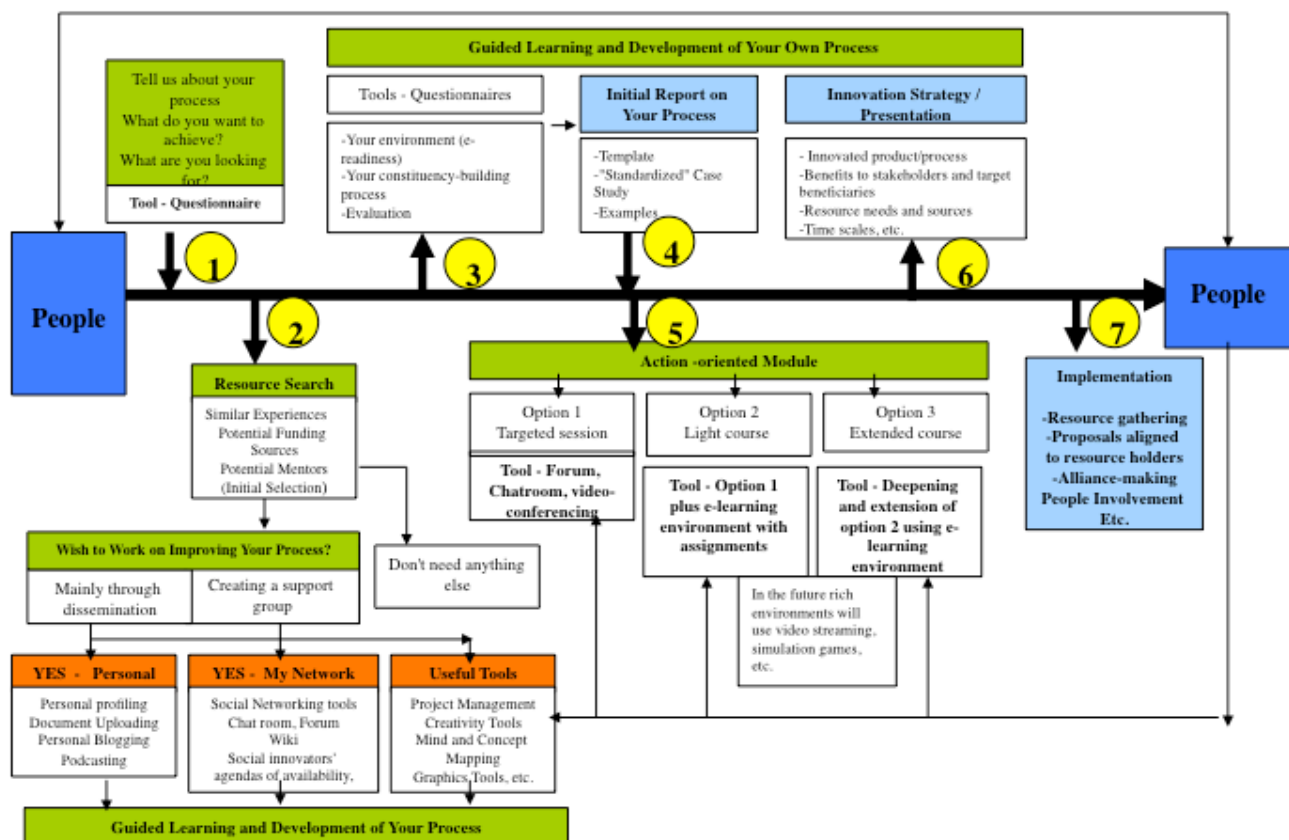 Guided Learning and Development of Your Own Process
Tell us about your
process
What do you want to
achieve?
What are you looking
for?
Tool - Questionnaire
Tools - Questionnaires
-Your environment (e-
readiness)
-Your constituency-building
process
-Evaluation
Initial Report on
Your Process
-Template
-"Standardized" Case
Study
-Examples
Innovation Strategy /
Presentation
- Innovated product/process
-Benefits to stakeholders and target
beneficiaries
-Resource needs and sources
-Time scales, etc.
1
3
4
6
People
People
2
5
7
Resource Search
Similar Experiences
Potential Funding
Sources
Potential Mentors
(Initial Selection)
Action -oriented Module
Option 1
Targeted session
Tool - Forum,
Chatroom, video-
conferencing
Option 2
Light course
Tool - Option 1
plus e-learning
environment with
assignments
Option 3
Extended course
Tool - Deepening
and extension of
option 2 using e-
learning
environment
In the future rich
environments will
use video streaming,
simulation games,
etc.
Implementation
-Resource gathering
-Proposals aligned
to resource holders
-Alliance-making
People Involvement
Etc.
Wish to Work on Improving Your Process?
Mainly through
dissemination
Creating a support
group
Don't need anything
else
YES - Personal
Personal profiling
Document Uploading
Personal Blogging
Podcasting
YES - My Network
Social Networking tools
Chat room, Forum
Wiki
Social innovators'
agendas of availability,
Useful Tools
Project Management
Creativity Tools
Mind and Concept
Mapping
Graphics Tools, etc.
Guided Learning and Development of Your Process